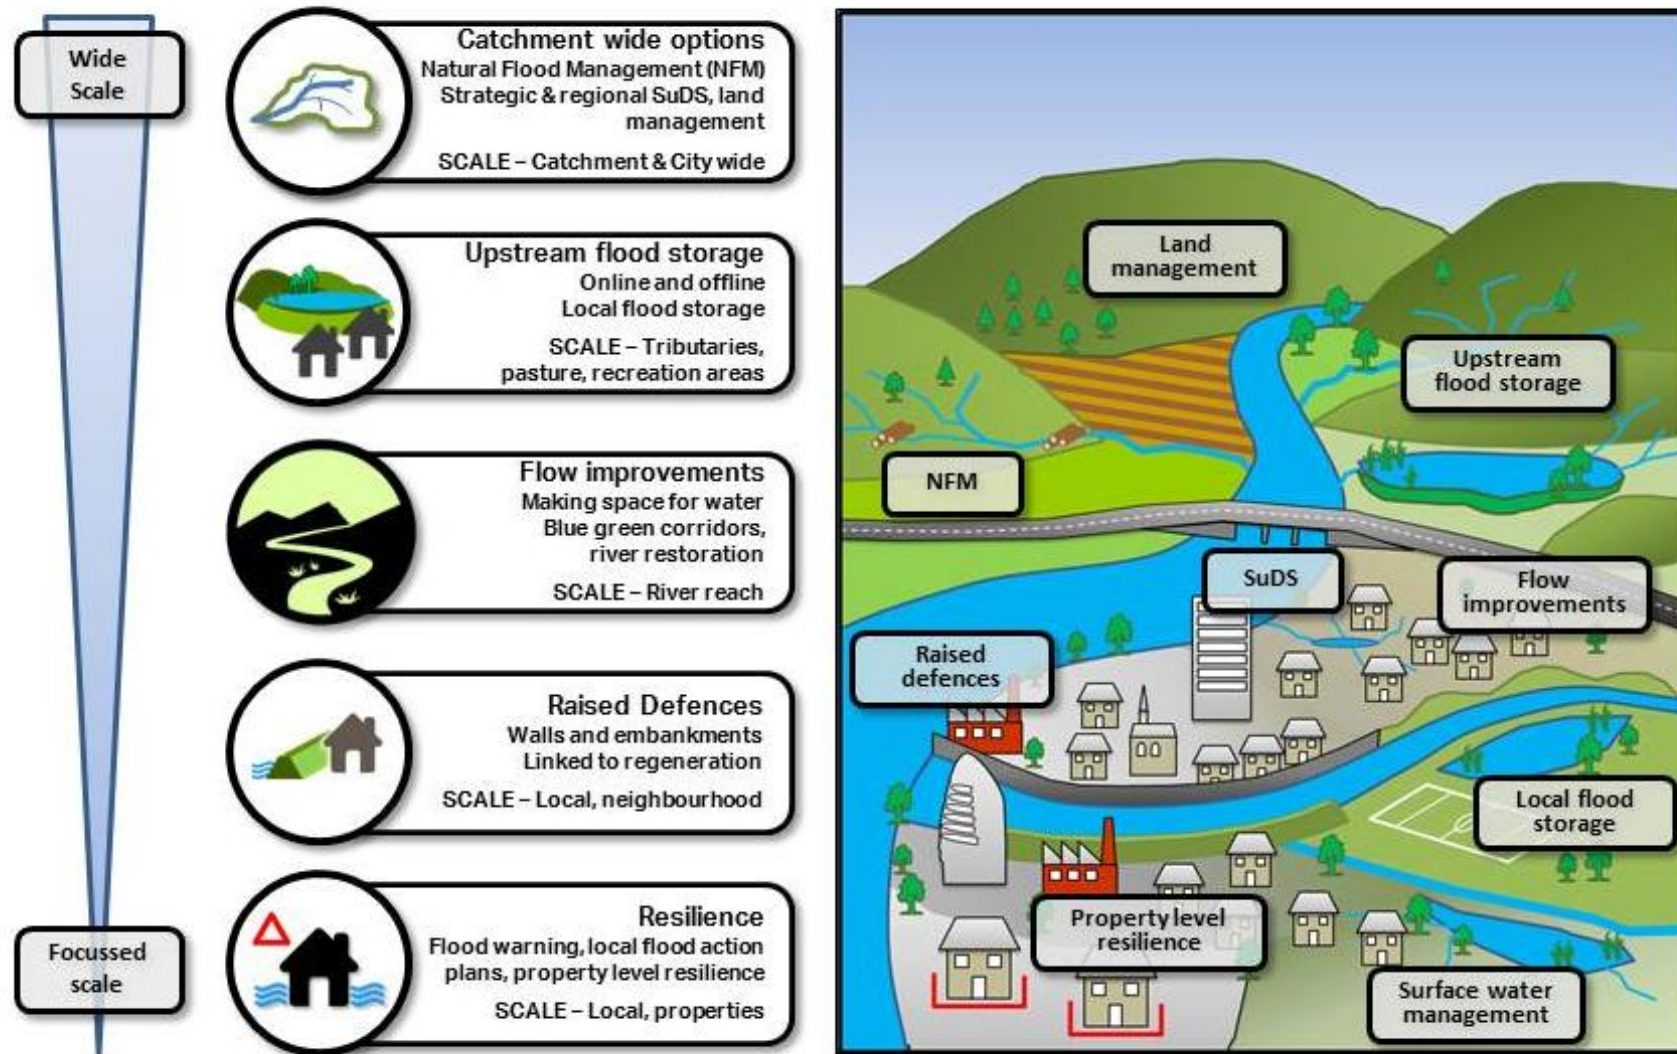 Wide
Scale
Catchment wide options
Natural Flood Management (NFM)
Strategic & regional SuDS, land
management
SCALE – Catchment & City wide
Upstream flood storage
Online and offline
Local flood storage
SCALE – Tributaries,
pasture, recreation areas
Flow improvements
Making space for water
Blue green corridors,
river restoration
SCALE – River reach
Raised Defences
Walls and embankments
Linked to regeneration
SCALE – Local, neighbourhood
Focussed
scale
Resilience
Flood warning, local flood action
plans, property level resilience
SCALE – Local, properties
Land
management
Upstream
flood storage
NFM
SuDS
Flow
improvements
Raised
defences
Local flood
storage
Property level
resilience
Surface water
management